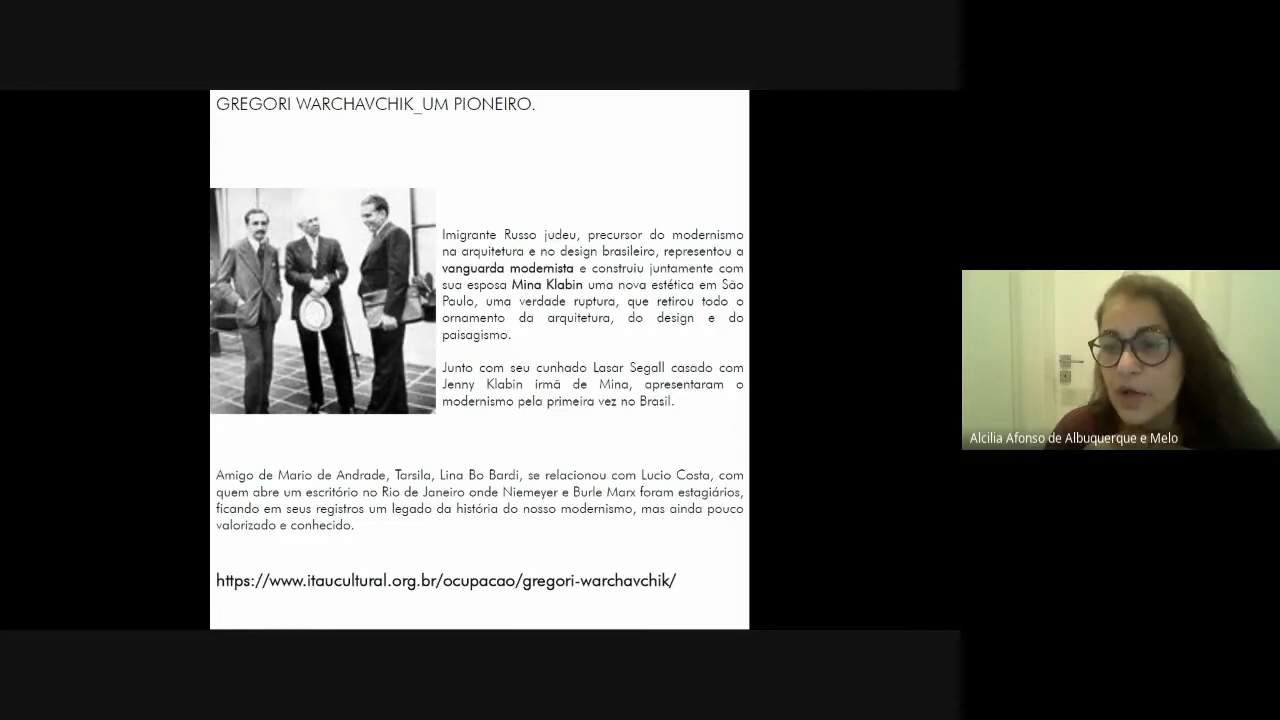 GREGORI WARCHAVCHIK_UM PIONEIRO.
Imigrante Russo judeu, precursor do modernismo
na arquitetura e no design brasileiro, representou a
vanguarda modernista e construiu juntamente com
sua esposa Mina Klabin uma nova estética em São
Paulo, uma verdade ruptura, que retirou todo o
ornamento da arquitetura, do design e do
paisagismo.
Junto com seu cunhado Lasar Segall casado com
Jenny Klabin irmã de Mina, apresentaram o
modernismo pela primeira vez no Brasil.
Amigo de Mario de Andrade, Tarsila, Lina Bo Bardi, se relacionou com Lucio Costa, com
quem abre um escritório no Rio de Janeiro onde Niemeyer e Burle Marx foram estagiários,
ficando em seus registros um legado da história do nosso modernismo, mas ainda pouco
valorizado e conhecido.
https://www.itaucultural.org.br/ocupacao/gregori-warchavchik/
Alcilia Afonso de Albuquerque e Melo